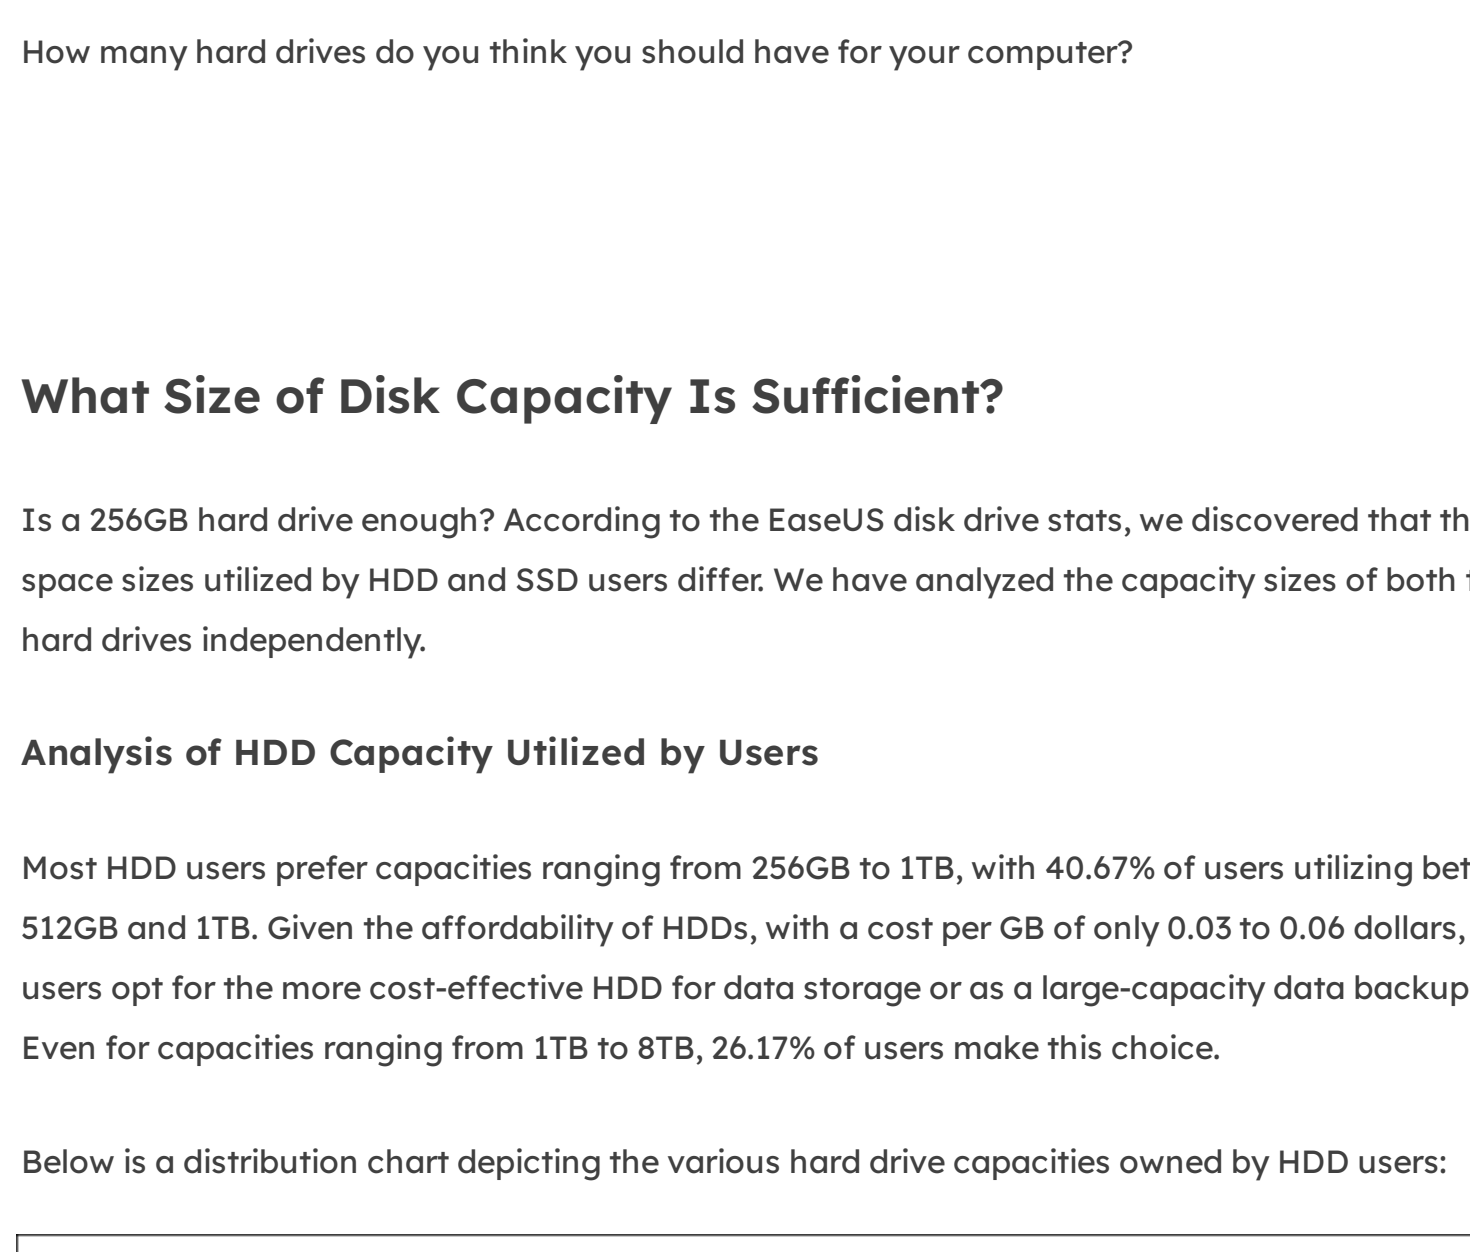 How many hard drives do you think you should have for your computer?
What Size of Disk Capacity Is Sufficient?
Is a 256GB hard drive enough? According to the EaseUS disk drive stats, we discovered that th
space sizes utilized by HDD and SSD users differ. We have analyzed the capacity sizes of both
hard drives independently.
Analysis of HDD Capacity Utilized by Users
Most HDD users prefer capacities ranging from 256GB to 1TB, with 40.67% of users utilizing bet
512GB and 1TB. Given the affordability of HDDs, with a cost per GB of only 0.03 to 0.06 dollars,
users opt for the more cost-effective HDD for data storage or as a large-capacity data backup
Even for capacities ranging from 1TB to 8TB, 26.17% of users make this choice.
Below is a distribution chart depicting the various hard drive capacities owned by HDD users: